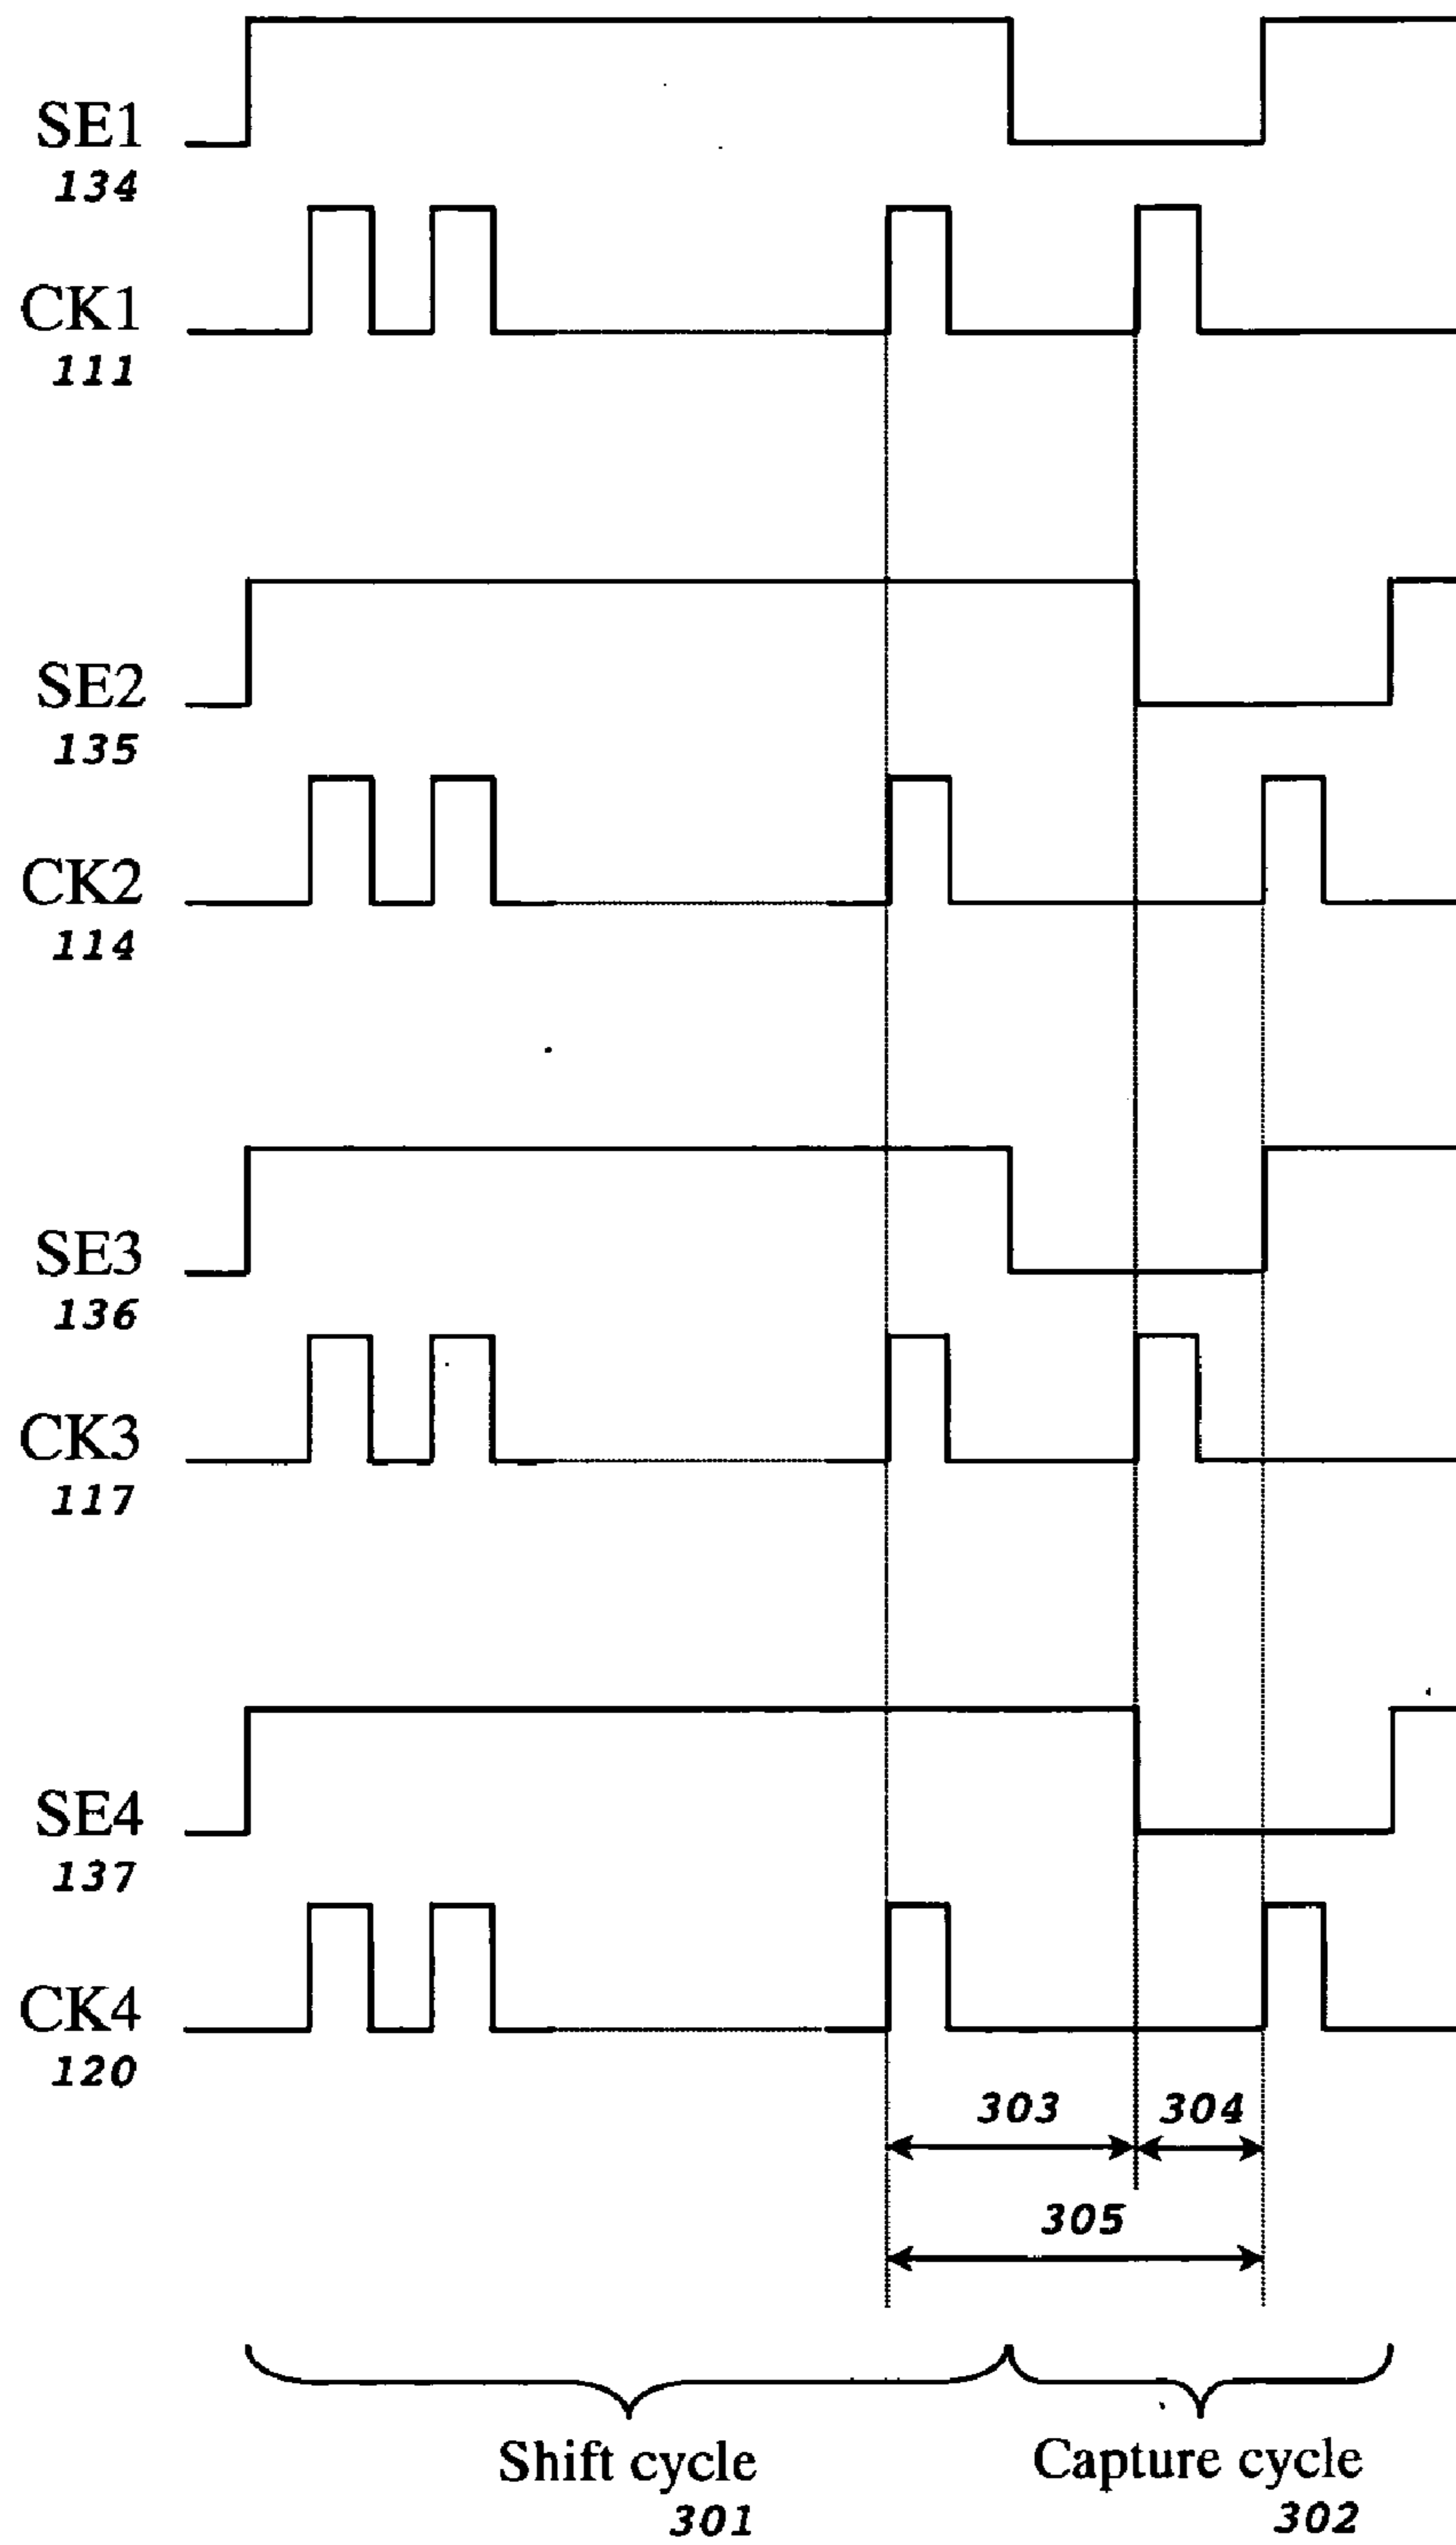 SE1
134
CK1
111
SE2
135
CK2
114
SE3
136
CK3
117
SE4
137
CK4
120
303
304
305
Shift cycle
301
Capture cycle
302